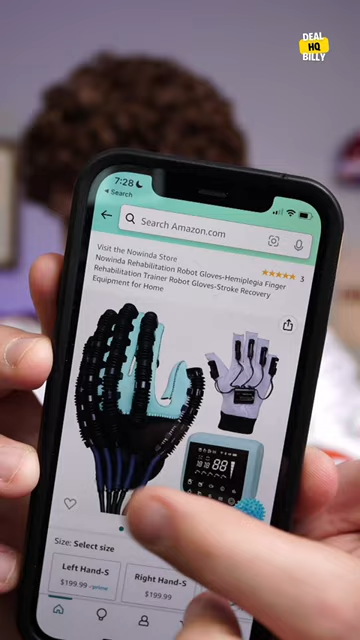 DEAL
HQ
BILLY
7:28
Search
Search Amazon.com
Visit the Nowinda Store
3
Nowinda Rehabilitation Robot Gloves-Hemiplegia Finger
Rehabilitation Trainer Robot Gloves-Stroke Recovery
Equipment for Home
88
Size: Select size
Left Hand-S
$199.99 prime
Right Hand-S
$199.99